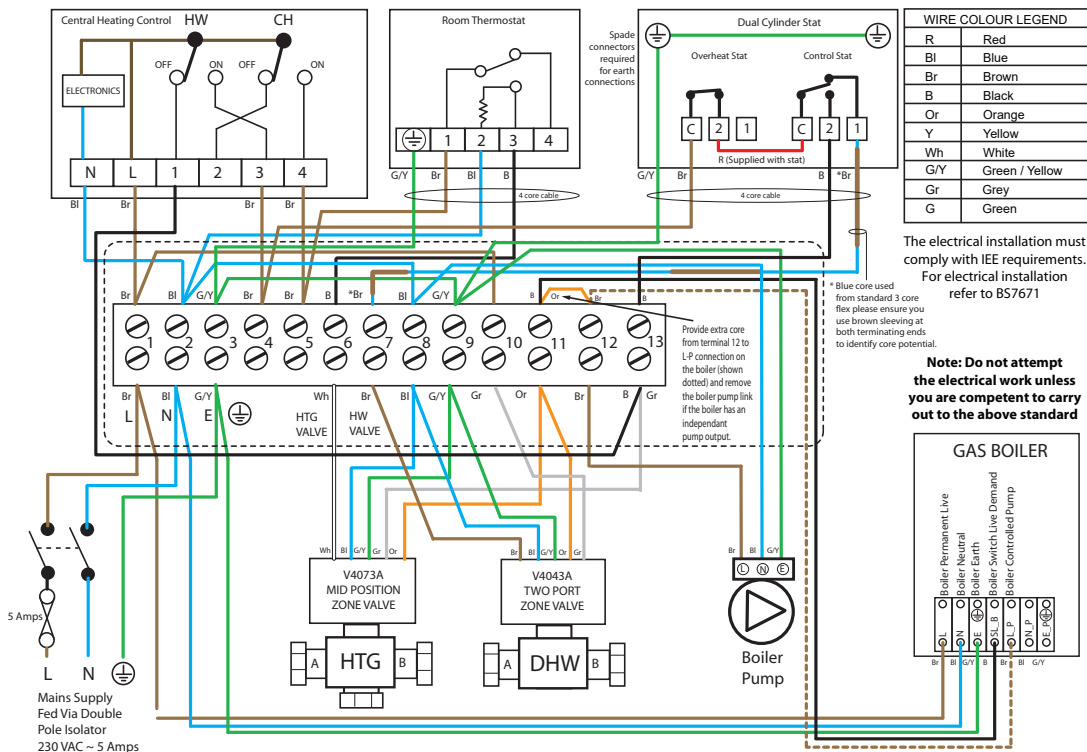 Central Heating Control
HW
CH
OFF
ON
OFF
ON
ELECTRONICS
N
L
1
2
3
4
Bl
Br
Br
Br
Room Thermostat
1
2
3
4
G/Y
Br
Bl
B
4 core cable
Dual Cylinder Stat
Spade
connectors
required
for earth
connections
Overheat Stat
Control Stat
C
2
1
C
2
1
R (Supplied with stat)
G/Y
Br
B
*Br
4 core cable
WIRE COLOUR LEGEND
R Red
Bl Blue
Br Brown
B Black
Or Orange
Y Yellow
Wh White
G/Y Green / Yellow
Gr Grey
G Green
The electrical installation must
comply with IEE requirements.
For electrical installation
refer to BS7671
* Blue core used
from standard 3 core
flex please ensure you
use brown sleeving at
both terminating ends
to identify core potential.
Note: Do not attempt
the electrical work unless
you are competent to carry
out to the above standard
Br
Bl
G/Y
Br
Br
B
*Br
Bl
G/Y
B
Or
Br
B
1
2
3
4
5
6
7
8
9
10
11
12
13
Provide extra core
from terminal 12 to
L-P connection on
the boiler (shown
dotted) and remove
the boiler pump link
if the boiler has an
independant
pump output.
Br
Bl
G/Y
Wh
Br
Bl
G/Y
Gr
Or
Br
B
Gr
L
N
E
HTG
VALVE
HW
VALVE
5 Amps
L
N
Mains Supply
Fed Via Double
Pole Isolator
230 VAC ~ 5 Amps
Wh
Bl
G/Y
Gr
Or
V4073A
MID POSITION
ZONE VALVE
A
HTG
B
Br
Bl
G/Y
Or
Gr
V4043A
TWO PORT
ZONE VALVE
A
DHW
B
Br
Bl
G/Y
L
N
E
Boiler
Pump
GAS BOILER
Boiler Permanent Live
Boiler Neutral
Boiler Earth
Boiler Switch Live Demand
Boiler Controlled Pump
L
N
E
SL_B
L_P
N_P
E_P
Br
Bl
G/Y
B
Br
Bl
G/Y